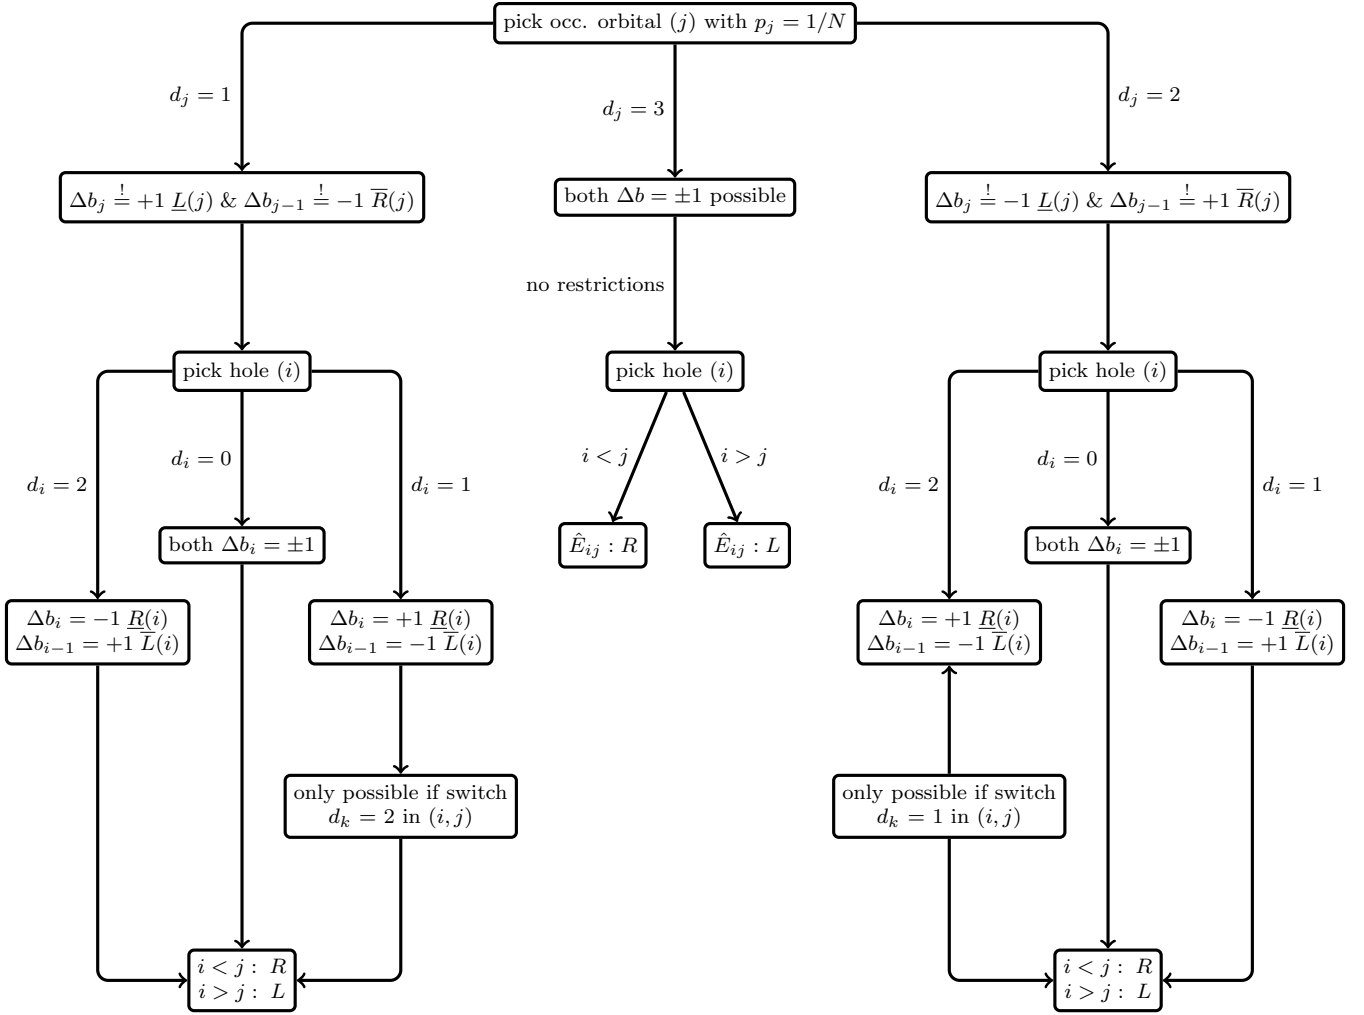 pick occ. orbital (j) with p_j = 1/N
d_j = 1
d_j = 3
d_j = 2
Δb_j =^! +1 L̲(j) & Δb_{j−1} =^! −1 R̅(j)
both Δb = ±1 possible
Δb_j =^! −1 L̲(j) & Δb_{j−1} =^! +1 R̅(j)
no restrictions
pick hole (i)
pick hole (i)
pick hole (i)
d_i = 2
d_i = 0
d_i = 1
i < j
i > j
d_i = 2
d_i = 0
d_i = 1
both Δb_i = ±1
Ê_{ij} : R
Ê_{ij} : L
both Δb_i = ±1
Δb_i = −1 R̲(i)
Δb_{i−1} = +1 L̅(i)
Δb_i = +1 R̲(i)
Δb_{i−1} = −1 L̅(i)
Δb_i = +1 R̲(i)
Δb_{i−1} = −1 L̅(i)
Δb_i = −1 R̲(i)
Δb_{i−1} = +1 L̅(i)
only possible if switch
d_k = 2 in (i, j)
only possible if switch
d_k = 1 in (i, j)
i < j : R
i > j : L
i < j : R
i > j : L